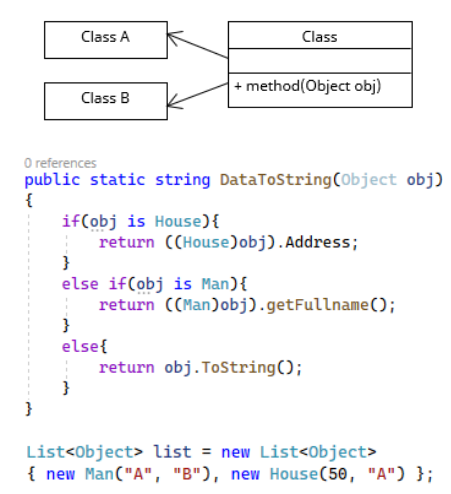 Class A
Class
Class B
+ method(Object obj)
0 references
public static string DataToString(Object obj)
{
if(obj is House){
return ((House)obj).Address;
}
else if(obj is Man){
return ((Man)obj).getFullname();
}
else{
return obj.ToString();
}
}
List<Object> list = new List<Object>
{ new Man("A", "B"), new House(50, "A") };